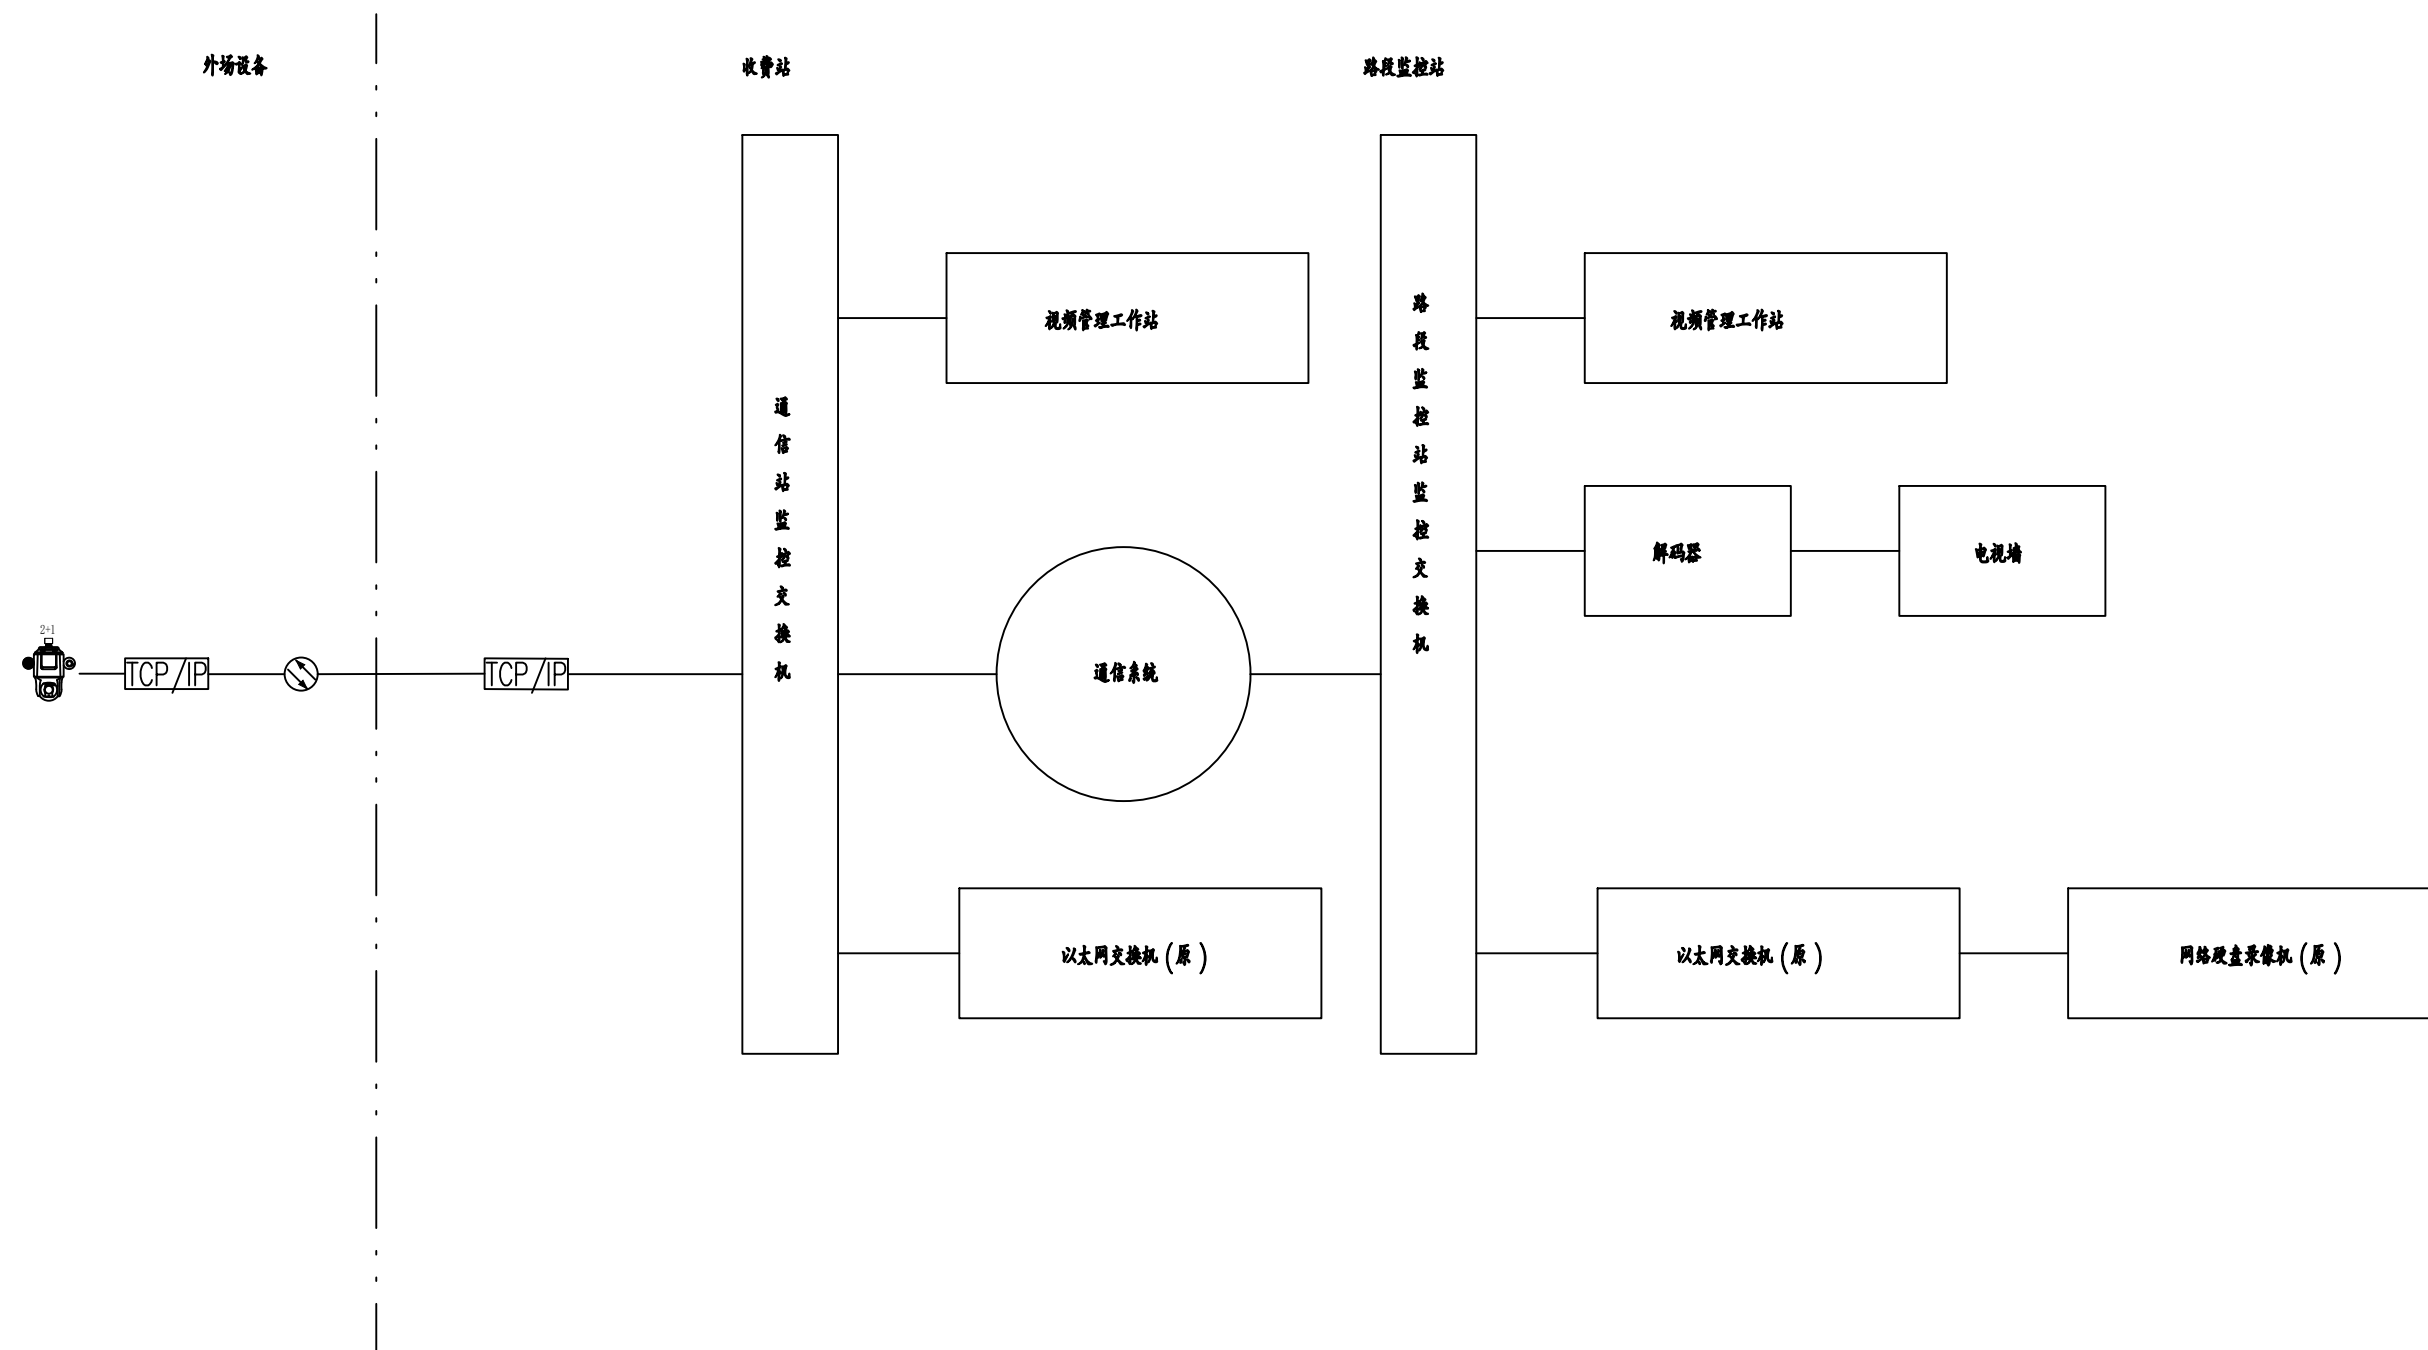 外场设备
收费站
路段监控站
2+1
TCP/IP
TCP/IP
通信站监控交换机
视频管理工作站
通信系统
以太网交换机(原)
路段监控站监控交换机
视频管理工作站
解码器
电视墙
以太网交换机(原)
网络硬盘录像机(原)